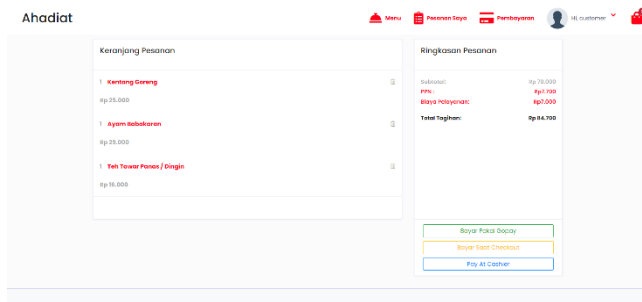 Ahadiat
Menu
Pesanan Saya
Pembayaran
Hi, customer
Keranjang Pesanan
1 Kentang Goreng
Rp 25.000
1 Ayam Babakaran
Rp 29.000
1 Teh Tawar Panas / Dingin
Rp 16.000
Ringkasan Pesanan
Subtotal: Rp 70.000
PPN : Rp7.700
Biaya Pelayanan: Rp7.000
Total Tagihan: Rp 84.700
Bayar Pakai Gopay
Bayar Saat Checkout
Pay At Cashier